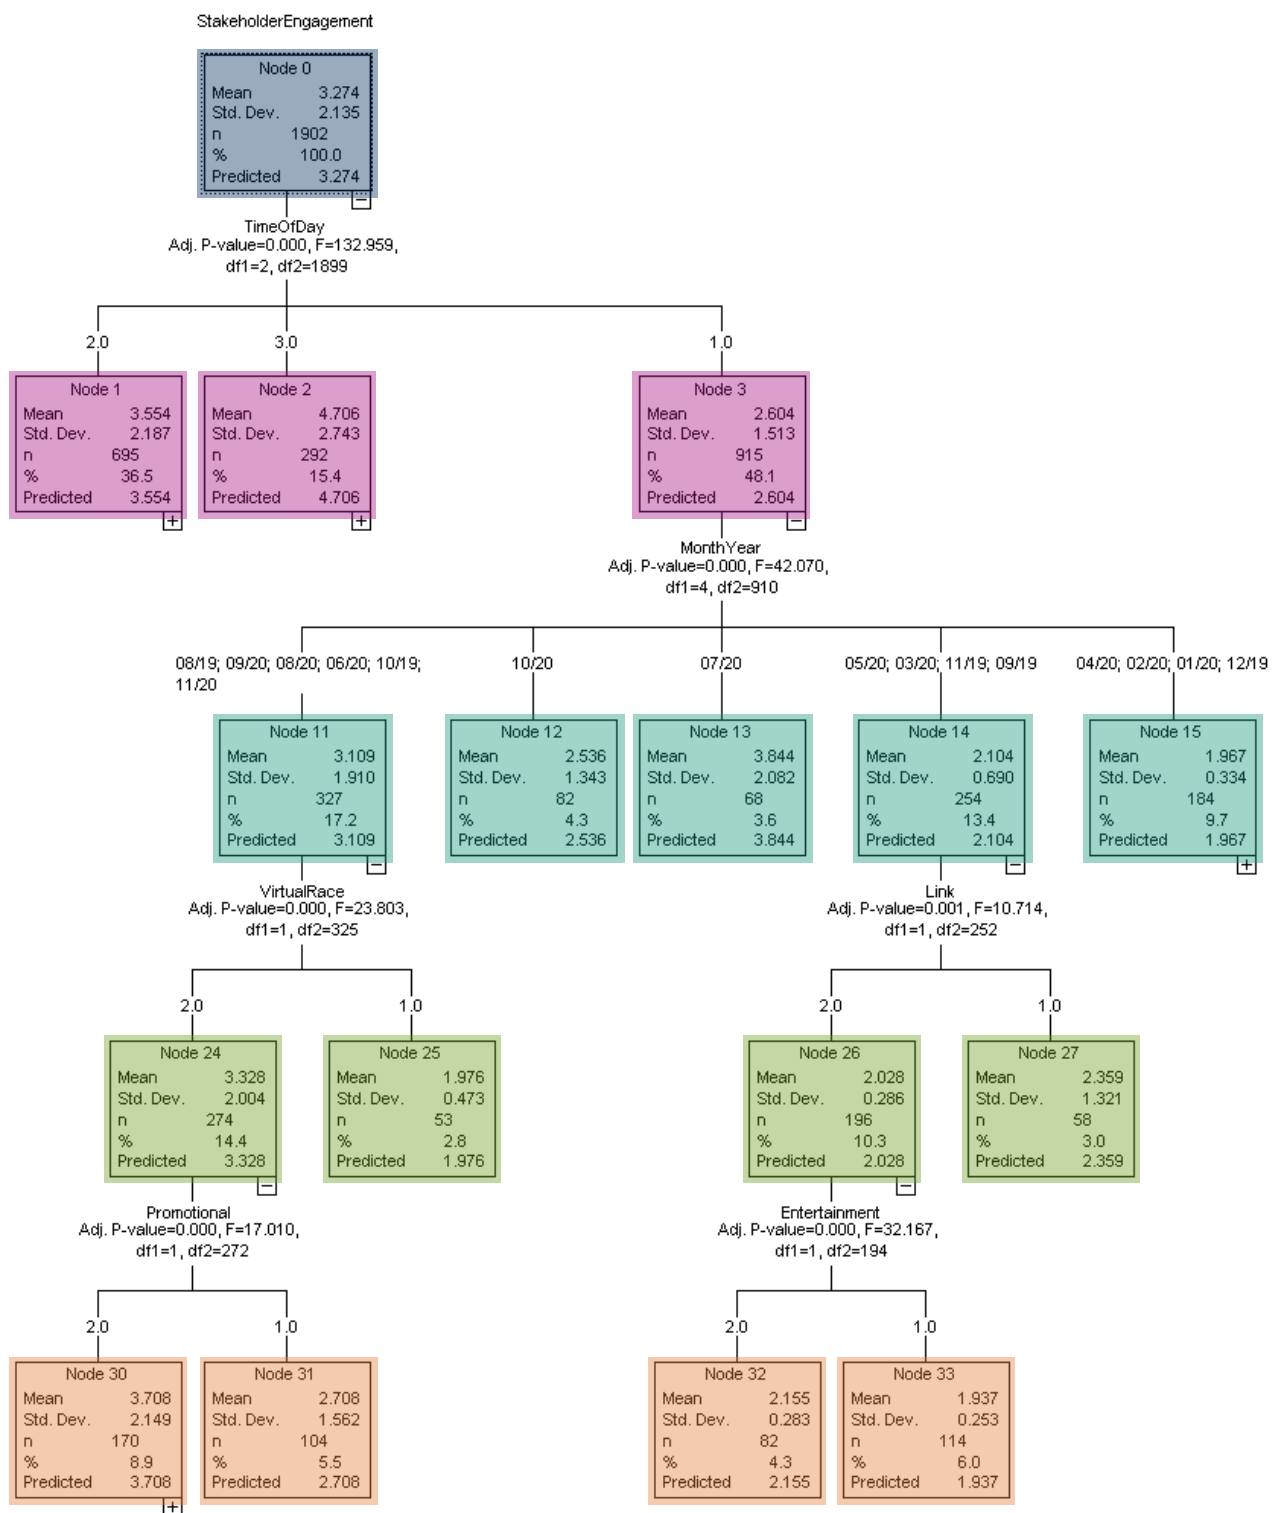 StakeholderEngagement
Node 0
Mean 3.274
Std. Dev. 2.135
n 1902
% 100.0
Predicted 3.274
TimeOfDay
Adj. P-value=0.000, F=132.959,
df1=2, df2=1899
2.0
3.0
1.0
Node 1
Mean 3.554
Std. Dev. 2.187
n 695
% 36.5
Predicted 3.554
Node 2
Mean 4.706
Std. Dev. 2.743
n 292
% 15.4
Predicted 4.706
Node 3
Mean 2.604
Std. Dev. 1.513
n 915
% 48.1
Predicted 2.604
MonthYear
Adj. P-value=0.000, F=42.070,
df1=4, df2=910
08/19; 09/20; 08/20; 06/20; 10/19;
11/20
10/20
07/20
05/20; 03/20; 11/19; 09/19
04/20; 02/20; 01/20; 12/19
Node 11
Mean 3.109
Std. Dev. 1.910
n 327
% 17.2
Predicted 3.109
Node 12
Mean 2.536
Std. Dev. 1.343
n 82
% 4.3
Predicted 2.536
Node 13
Mean 3.844
Std. Dev. 2.082
n 68
% 3.6
Predicted 3.844
Node 14
Mean 2.104
Std. Dev. 0.690
n 254
% 13.4
Predicted 2.104
Node 15
Mean 1.967
Std. Dev. 0.334
n 184
% 9.7
Predicted 1.967
VirtualRace
Adj. P-value=0.000, F=23.803,
df1=1, df2=325
Link
Adj. P-value=0.001, F=10.714,
df1=1, df2=252
2.0
1.0
2.0
1.0
Node 24
Mean 3.328
Std. Dev. 2.004
n 274
% 14.4
Predicted 3.328
Node 25
Mean 1.976
Std. Dev. 0.473
n 53
% 2.8
Predicted 1.976
Node 26
Mean 2.028
Std. Dev. 0.286
n 196
% 10.3
Predicted 2.028
Node 27
Mean 2.359
Std. Dev. 1.321
n 58
% 3.0
Predicted 2.359
Promotional
Adj. P-value=0.000, F=17.010,
df1=1, df2=272
Entertainment
Adj. P-value=0.000, F=32.167,
df1=1, df2=194
2.0
1.0
2.0
1.0
Node 30
Mean 3.708
Std. Dev. 2.149
n 170
% 8.9
Predicted 3.708
Node 31
Mean 2.708
Std. Dev. 1.562
n 104
% 5.5
Predicted 2.708
Node 32
Mean 2.155
Std. Dev. 0.283
n 82
% 4.3
Predicted 2.155
Node 33
Mean 1.937
Std. Dev. 0.253
n 114
% 6.0
Predicted 1.937